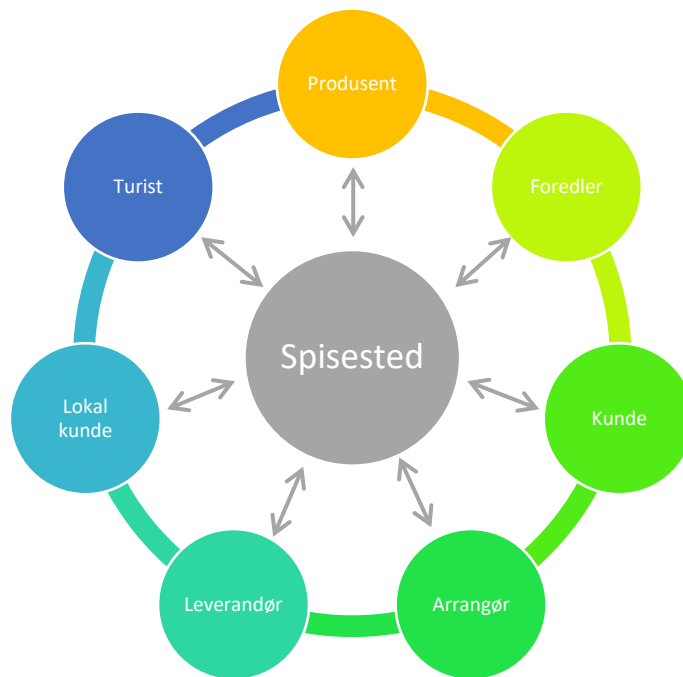 Produsent
Foredler
Kunde
Arrangør
Leverandør
Lokal
kunde
Turist
Spisested